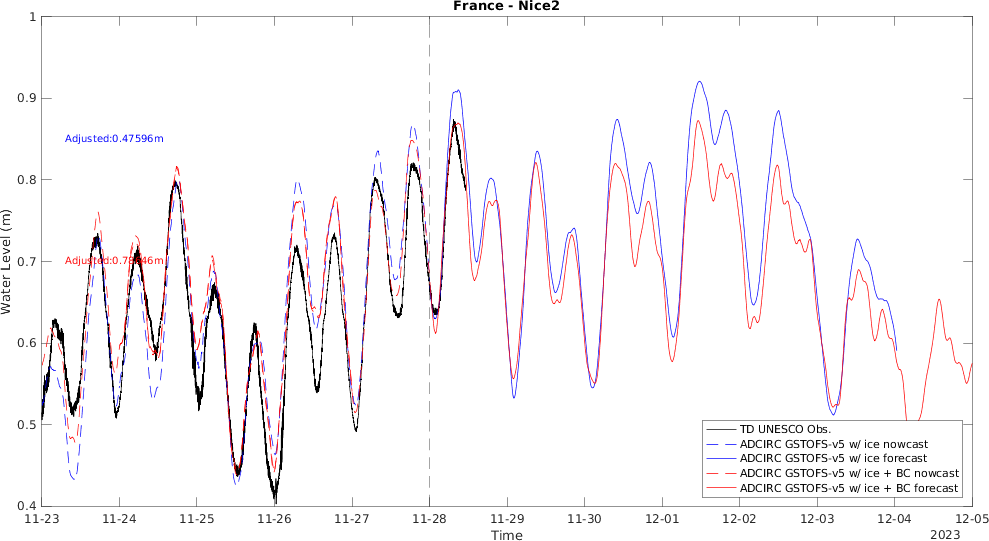 France - Nice2
1
0.9
0.8
0.7
0.6
0.5
0.4
Water Level (m)
Adjusted:0.47596m
11-23
11-24
11-25
11-26
11-27
11-28
11-29
11-30
12-01
12-02
12-03
12-04
12-05
Time
2023
TD UNESCO Obs.
ADCIRC GSTOFS-v5 w/ ice nowcast
ADCIRC GSTOFS-v5 w/ ice forecast
ADCIRC GSTOFS-v5 w/ ice + BC nowcast
ADCIRC GSTOFS-v5 w/ ice + BC forecast